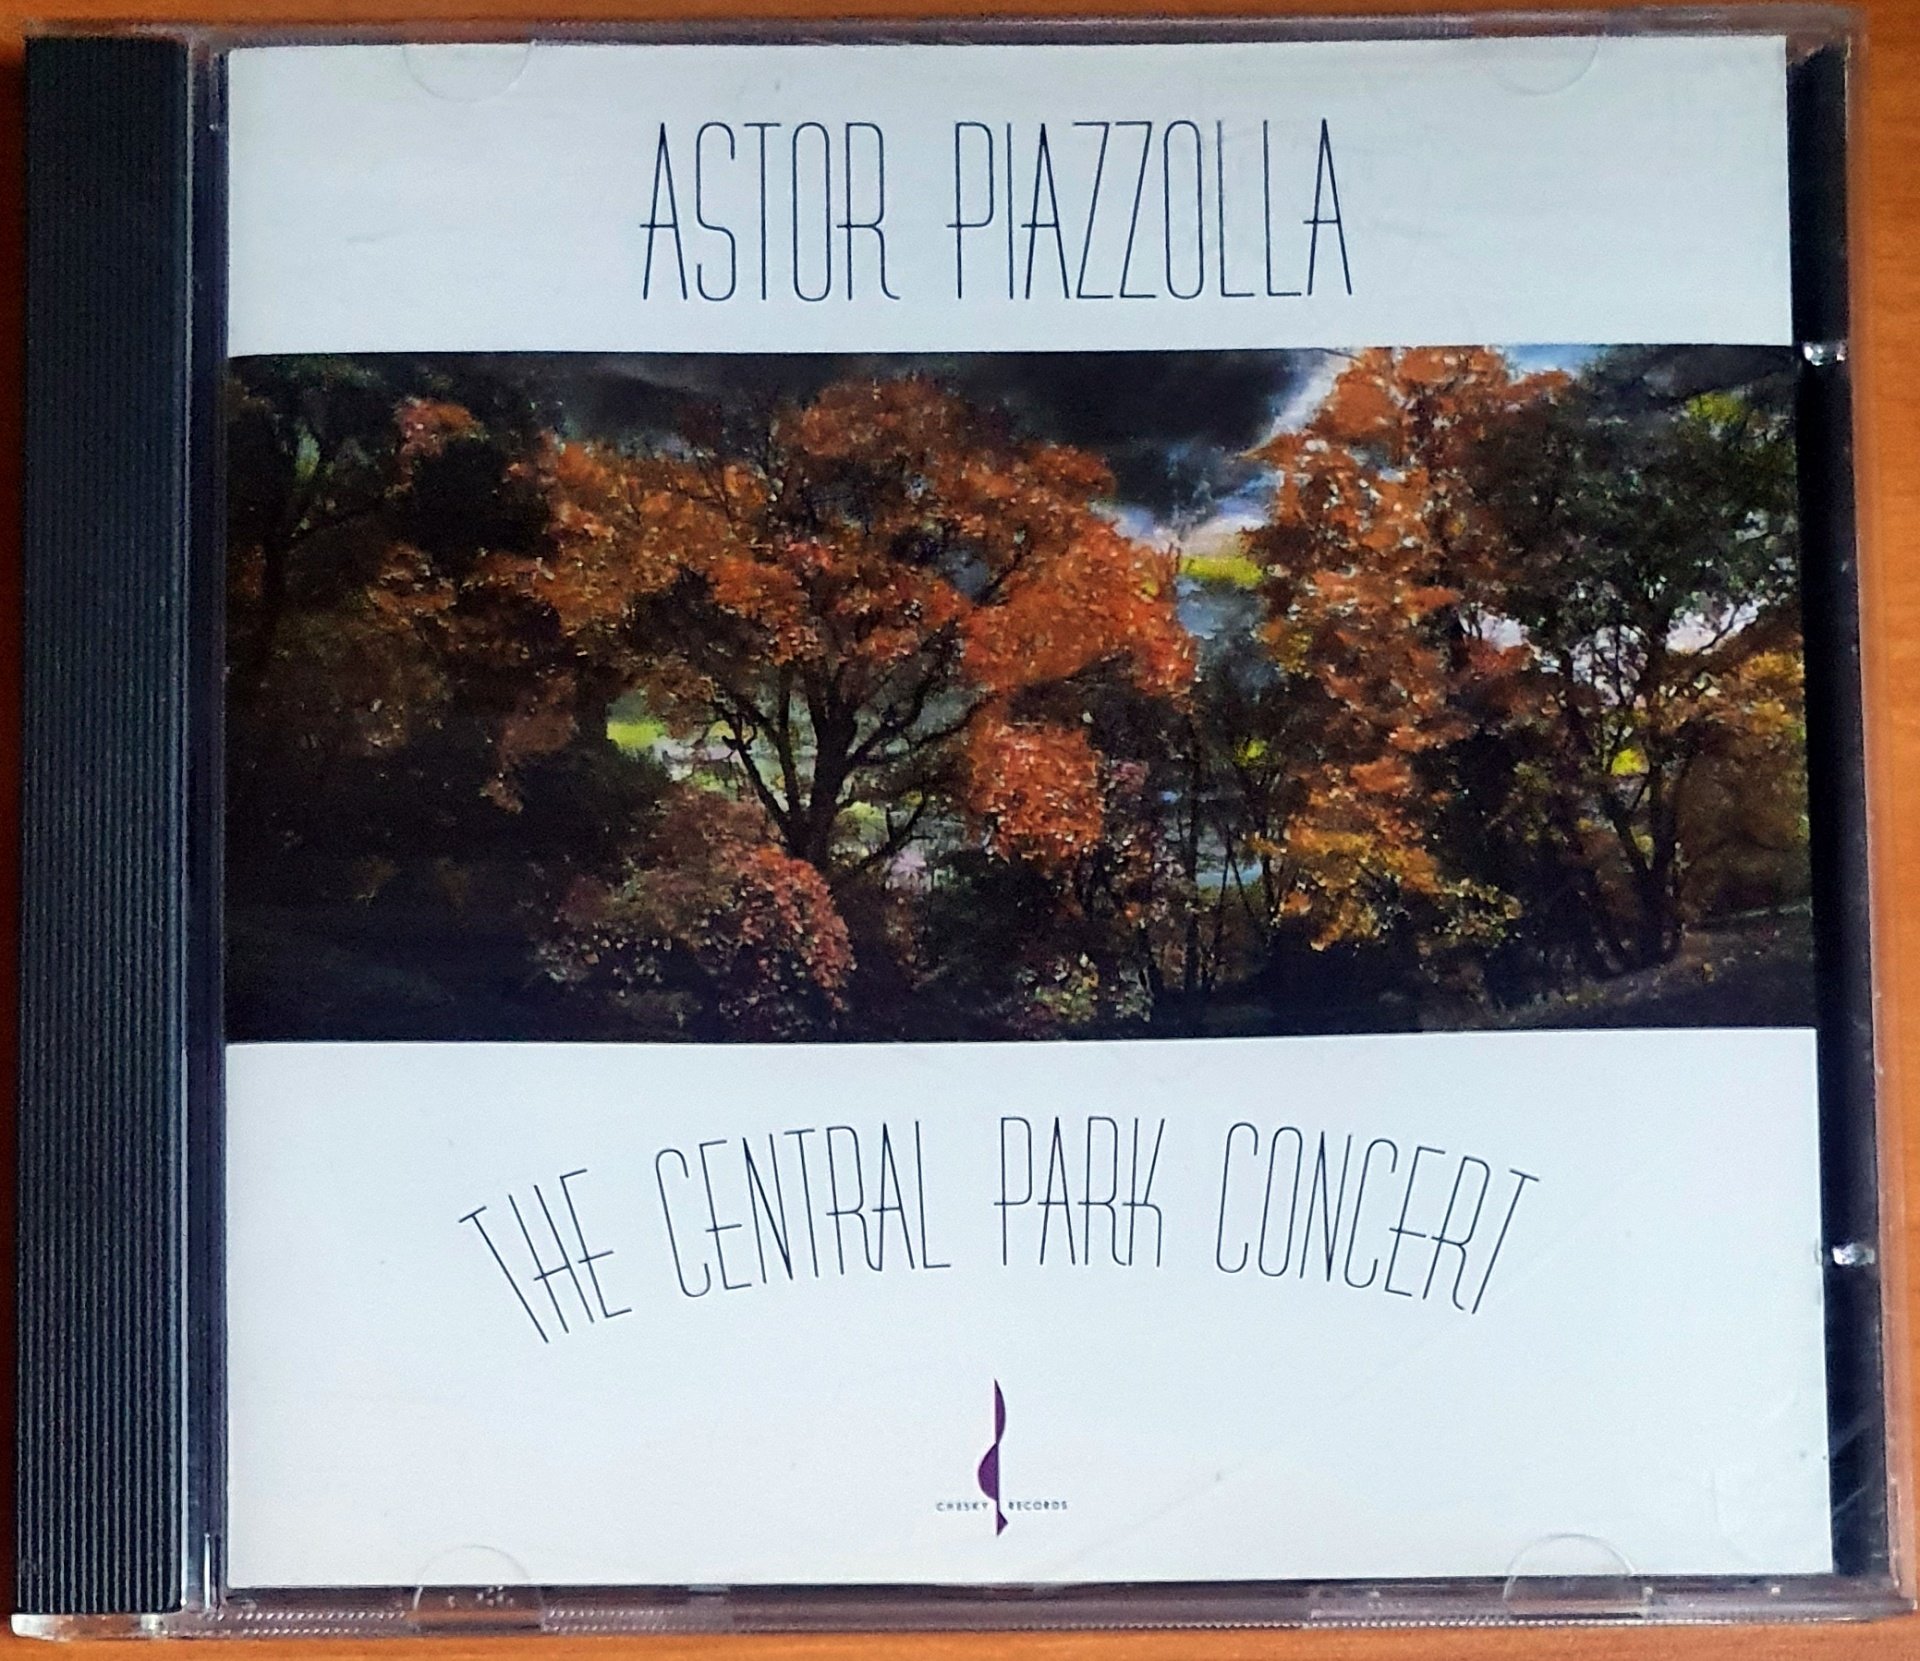 ASTOR PIAZZOLLA
THE CENTRAL PARK CONCERT
CHESKY RECORDS